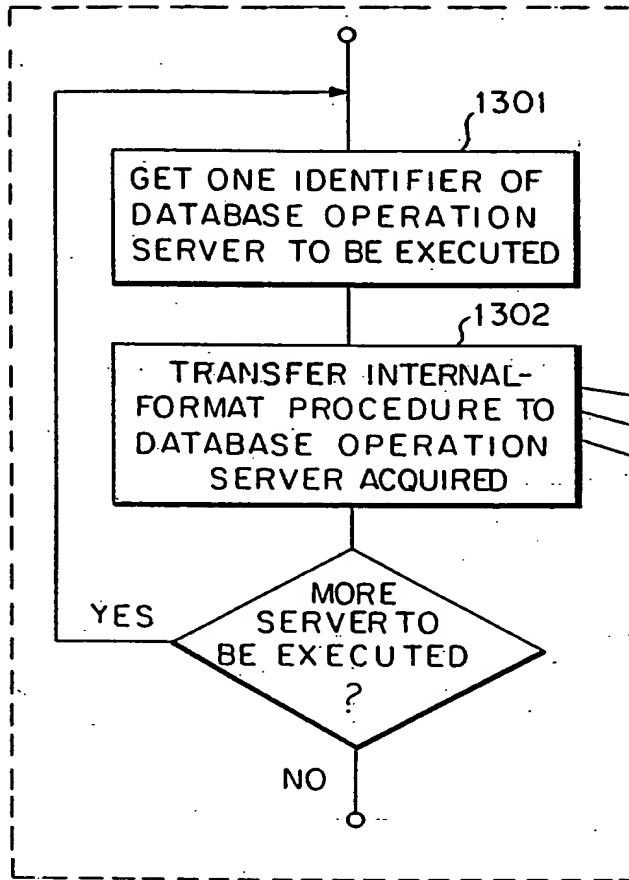 1301
GET ONE IDENTIFIER OF
DATABASE OPERATION
SERVER TO BE EXECUTED
1302
TRANSFER INTERNAL-
FORMAT PROCEDURE TO
DATABASE OPERATION
SERVER ACQUIRED
MORE
SERVER TO
BE EXECUTED
?
YES
NO